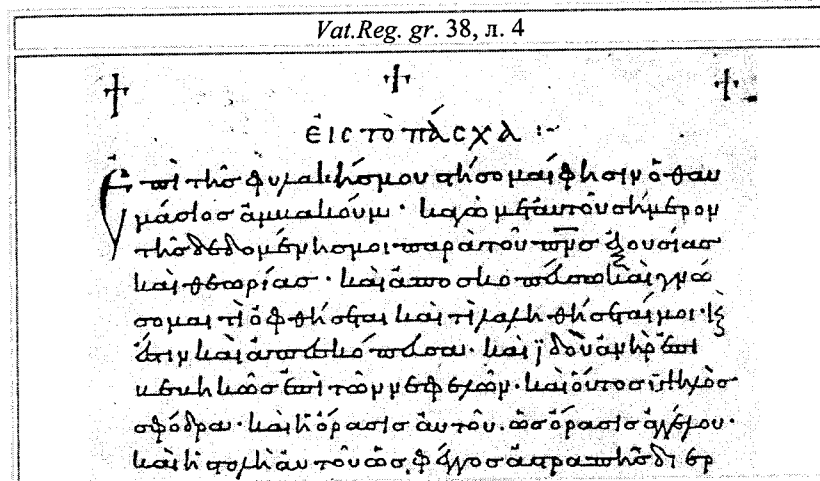 Vat.Reg. gr. 38, л. 4
ΕΙΣ ΤΟ ΠΑΣΧΑ :~
Ἐπὶ τῆς φυλακῆς μου στήσομαί φησιν ὁ θαυ
μάσιος ἀμβακούμ· κἀγὼ μετ' αὐτοῦ σήμερον
τῆς δεδομένης μοι παρὰ τοῦ πνς ἐξουσίας
καὶ θεωρίας· καὶ ἀποσκοπεύσω καὶ γνώ
σομαι τί ὀφθήσεται καὶ τί λαληθήσεταί μοι· κ
ἔστην καὶ ἀπεσκόπευσα· καὶ ἰδοὺ ἀνὴρ ἐπι
βεβηκὼς ἐπὶ τῶν νεφελῶν· καὶ οὗτος ὑψηλὸς
σφόδρα· καὶ ἡ ὅρασις αὐτοῦ. ὡς ὅρασις ἀγγέλου·
καὶ ἡ στολὴ αὐτοῦ ὡς φέγγος ἀστραπῆς διερ